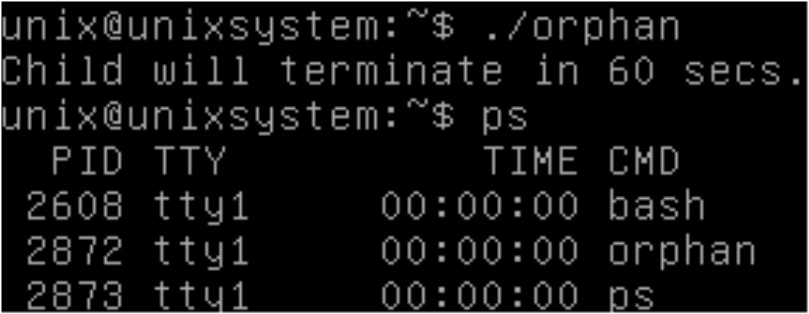 unix@unixsystem:~$ ./orphan
Child will terminate in 60 secs.
unix@unixsystem:~$ ps
  PID TTY          TIME CMD
 2608 tty1     00:00:00 bash
 2872 tty1     00:00:00 orphan
 2873 tty1     00:00:00 ps